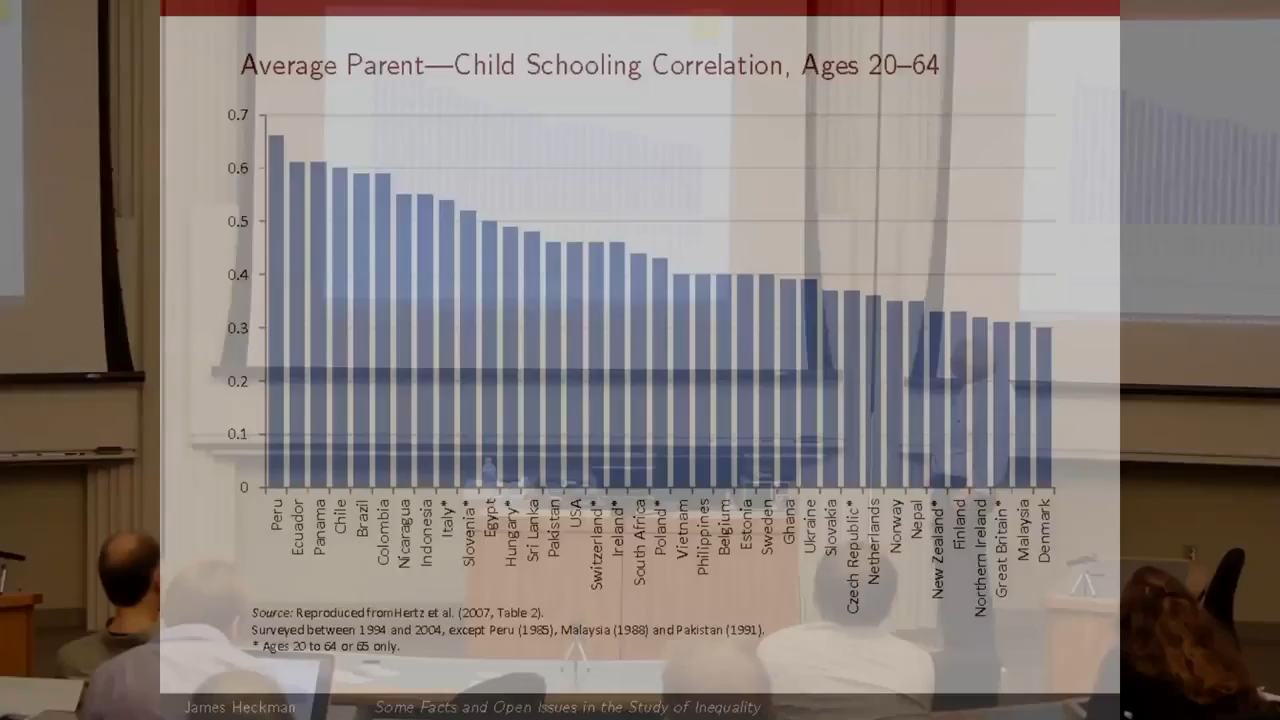 Average Parent—Child Schooling Correlation, Ages 20–64
0.7
0.6
0.5
0.4
0.3
0.2
0.1
0
Peru
Ecuador
Panama
Chile
Brazil
Colombia
Nicaragua
Indonesia
Italy*
Slovenia*
Egypt
Hungary*
Sri Lanka
Pakistan
USA
Switzerland*
Ireland*
South Africa
Poland*
Vietnam
Philippines
Belgium
Estonia
Sweden
Ghana
Ukraine
Slovakia
Czech Republic*
Netherlands
Norway
Nepal
New Zealand*
Finland
Northern Ireland
Great Britain*
Malaysia
Denmark
Source: Reproduced from Hertz et al. (2007, Table 2).
Surveyed between 1994 and 2004, except Peru (1985), Malaysia (1988) and Pakistan (1991).
* Ages 20 to 64 or 65 only.
James Heckman Some Facts and Open Issues in the Study of Inequality